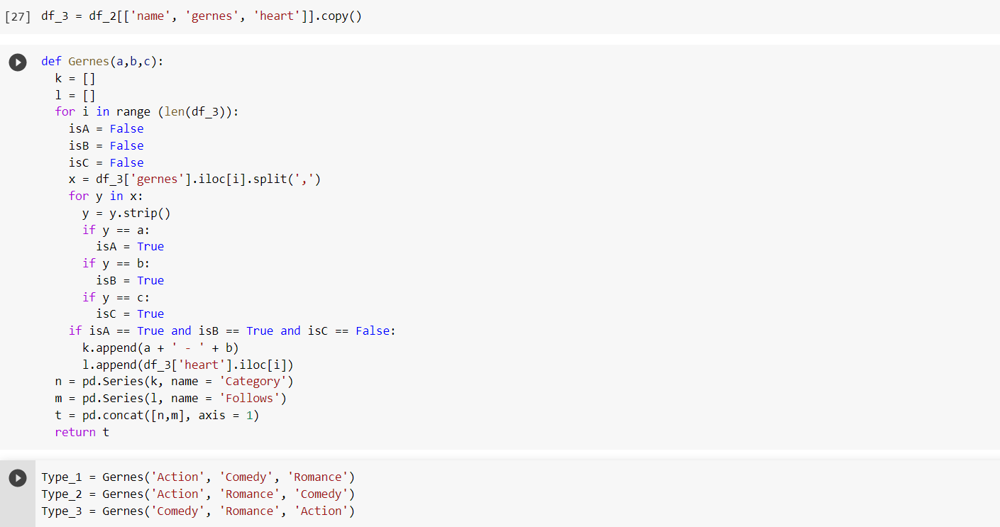 [27] df_3 = df_2[['name', 'gernes', 'heart']].copy()
def Gernes(a,b,c):
  k = []
  l = []
  for i in range (len(df_3)):
    isA = False
    isB = False
    isC = False
    x = df_3['gernes'].iloc[i].split(',')
    for y in x:
      y = y.strip()
      if y == a:
        isA = True
      if y == b:
        isB = True
      if y == c:
        isC = True
    if isA == True and isB == True and isC == False:
      k.append(a + ' - ' + b)
      l.append(df_3['heart'].iloc[i])
  n = pd.Series(k, name = 'Category')
  m = pd.Series(l, name = 'Follows')
  t = pd.concat([n,m], axis = 1)
  return t
Type_1 = Gernes('Action', 'Comedy', 'Romance')
Type_2 = Gernes('Action', 'Romance', 'Comedy')
Type_3 = Gernes('Comedy', 'Romance', 'Action')